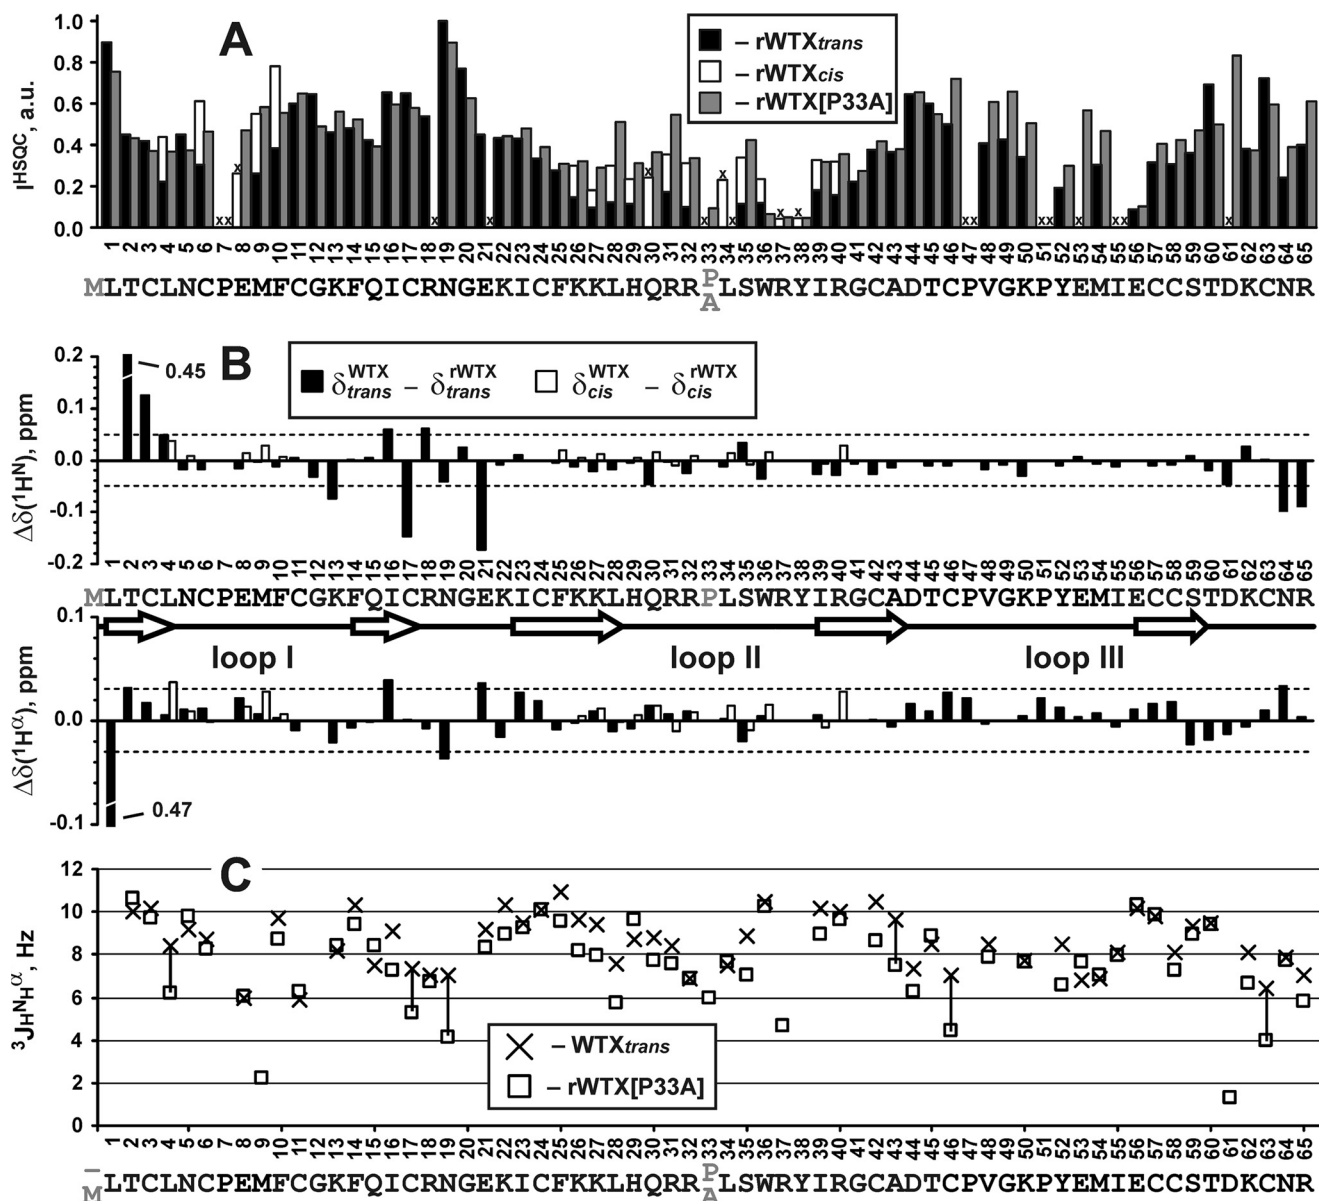 A
1.0
0.8
0.6
0.4
0.2
0.0
I^HSQC, a.u.
– rWTXtrans
– rWTXcis
– rWTX[P33A]
x x x x x x x x x x x x x x x x x x x
1 2 3 4 5 6 7 8 9 10 11 12 13 14 15 16 17 18 19 20 21 22 23 24 25 26 27 28 29 30 31 32 33 34 35 36 37 38 39 40 41 42 43 44 45 46 47 48 49 50 51 52 53 54 55 56 57 58 59 60 61 62 63 64 65
MLTCLNCPEMFCGKFQICRNGEKICFKKLHQRRPLSWRYIRGCADTCPVGKPYEMIECCSTDKCNR
A
B
0.2
0.1
0.0
-0.1
-0.2
Δδ(¹H^N), ppm
0.45
δ^WTX_trans – δ^rWTX_trans
δ^WTX_cis – δ^rWTX_cis
1 2 3 4 5 6 7 8 9 10 11 12 13 14 15 16 17 18 19 20 21 22 23 24 25 26 27 28 29 30 31 32 33 34 35 36 37 38 39 40 41 42 43 44 45 46 47 48 49 50 51 52 53 54 55 56 57 58 59 60 61 62 63 64 65
MLTCLNCPEMFCGKFQICRNGEKICFKKLHQRRPLSWRYIRGCADTCPVGKPYEMIECCSTDKCNR
0.1
0.0
-0.1
Δδ(¹H^α), ppm
loop I
loop II
loop III
0.47
C
12
10
8
6
4
2
0
³J_H^N_H^α, Hz
– WTXtrans
– rWTX[P33A]
1 2 3 4 5 6 7 8 9 10 11 12 13 14 15 16 17 18 19 20 21 22 23 24 25 26 27 28 29 30 31 32 33 34 35 36 37 38 39 40 41 42 43 44 45 46 47 48 49 50 51 52 53 54 55 56 57 58 59 60 61 62 63 64 65
–
MLTCLNCPEMFCGKFQICRNGEKICFKKLHQRRPLSWRYIRGCADTCPVGKPYEMIECCSTDKCNR
A